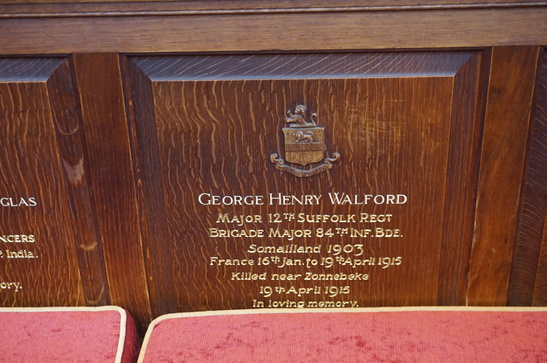 GLAS
NCERS
P. India.
ory.
George Henry Walford
Major 12TH Suffolk Regt
Brigade Major 84TH Inf. Bde.
Somaliland 1903
France 16th Jan. to 19th April 1915
Killed near Zonnebeke
19th April 1915
In loving memory.